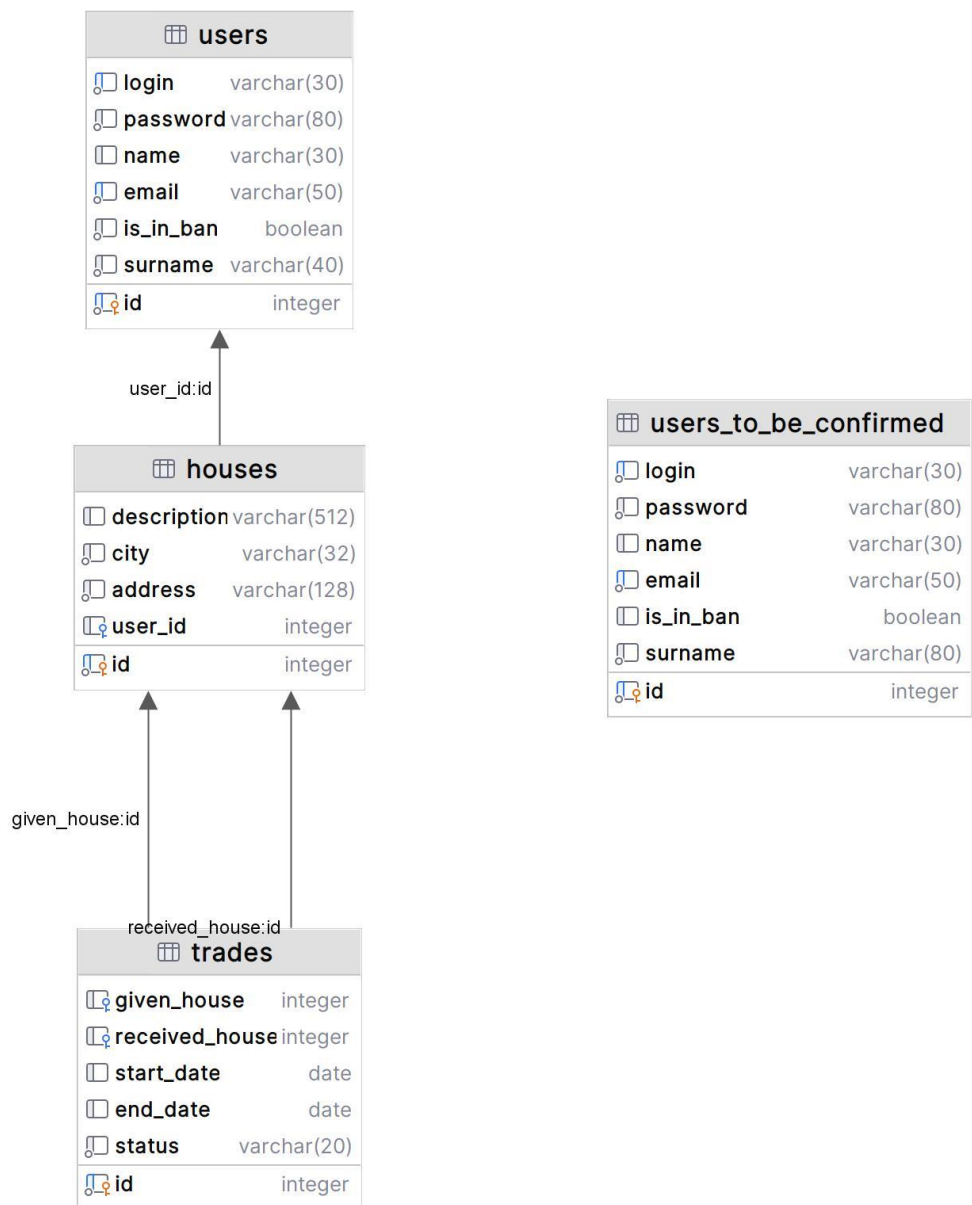 users
login varchar(30)
password varchar(80)
name varchar(30)
email varchar(50)
is_in_ban boolean
surname varchar(40)
id integer
user_id:id
houses
description varchar(512)
city varchar(32)
address varchar(128)
user_id integer
id integer
users_to_be_confirmed
login varchar(30)
password varchar(80)
name varchar(30)
email varchar(50)
is_in_ban boolean
surname varchar(80)
id integer
given_house:id
received_house:id
trades
given_house integer
received_house integer
start_date date
end_date date
status varchar(20)
id integer